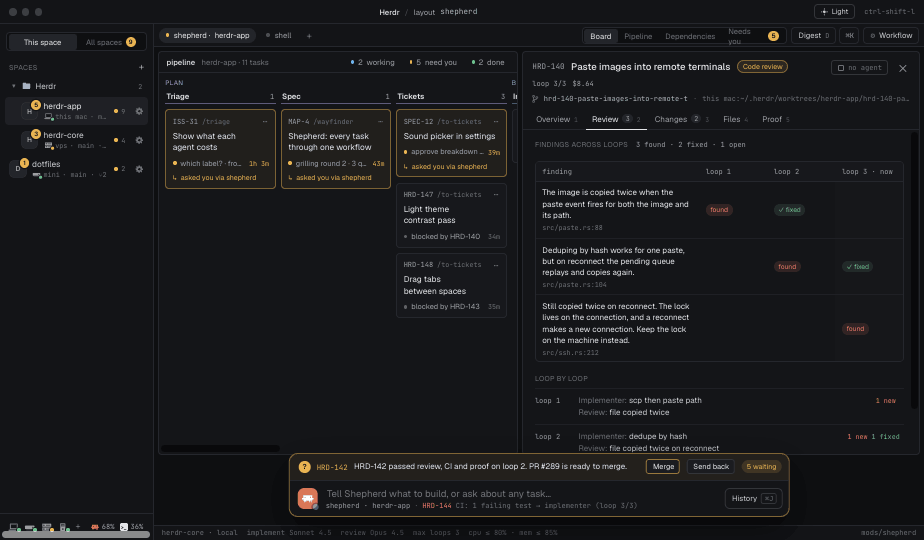 Herdr / layout shepherd
Light
ctrl-shift-l
This space
All spaces 9
SPACES
+
Herdr 2
H 5 herdr-app
this mac · m…
9
H 3 herdr-core
vps · main ·
4
D 1 dotfiles
mini · main · ~2
2
+ 68% 36%
shepherd · herdr-app
shell
+
Board
Pipeline
Dependencies
Needs you 5
Digest D
⌘K
Workflow
pipeline herdr-app · 11 tasks
2 working
5 need you
2 done
PLAN
Triage 1
Spec 1
Tickets 3
ISS-31 /triage …
Show what each
agent costs
which label? · fro… 1h 3m
↳ asked you via shepherd
MAP-4 /wayfinder …
Shepherd: every task
through one workflow
grilling round 2 · 3 q… 43m
↳ asked you via shepherd
SPEC-12 /to-tickets …
Sound picker in settings
approve breakdown … 39m
↳ asked you via shepherd
HRD-147 /to-tickets …
Light theme
contrast pass
blocked by HRD-140 34m
HRD-148 /to-tickets …
Drag tabs
between spaces
blocked by HRD-143 35m
HRD-140 Paste images into remote terminals Code review
no agent
loop 3/3 $8.64
hrd-140-paste-images-into-remote-t · this mac:~/.herdr/worktrees/herdr-app/hrd-140-pa…
Overview 1
Review 3 2
Changes 2 3
Files 4
Proof 5
FINDINGS ACROSS LOOPS 3 found · 2 fixed · 1 open
finding loop 1 loop 2 loop 3 · now
The image is copied twice when the
paste event fires for both the image and
its path.
src/paste.rs:88
found
✓ fixed
Deduping by hash works for one paste,
but on reconnect the pending queue
replays and copies again.
src/paste.rs:104
found
✓ fixed
Still copied twice on reconnect. The lock
lives on the connection, and a reconnect
makes a new connection. Keep the lock
on the machine instead.
src/ssh.rs:212
found
LOOP BY LOOP
loop 1 Implementer: scp then paste path 1 new
Review: file copied twice
loop 2 Implementer: dedupe by hash 1 new 1 fixed
Review: file copied twice on reconnect
? HRD-142 HRD-142 passed review, CI and proof on loop 2. PR #289 is ready to merge.
Merge
Send back
5 waiting
Tell Shepherd what to build, or ask about any task…
shepherd · herdr-app · HRD-144 CI: 1 failing test → implementer (loop 3/3)
History ⌘J
herdr-core · local implement Sonnet 4.5 review Opus 4.5 max loops 3 cpu ≤ 80% · mem ≤ 85%
mods/shepherd